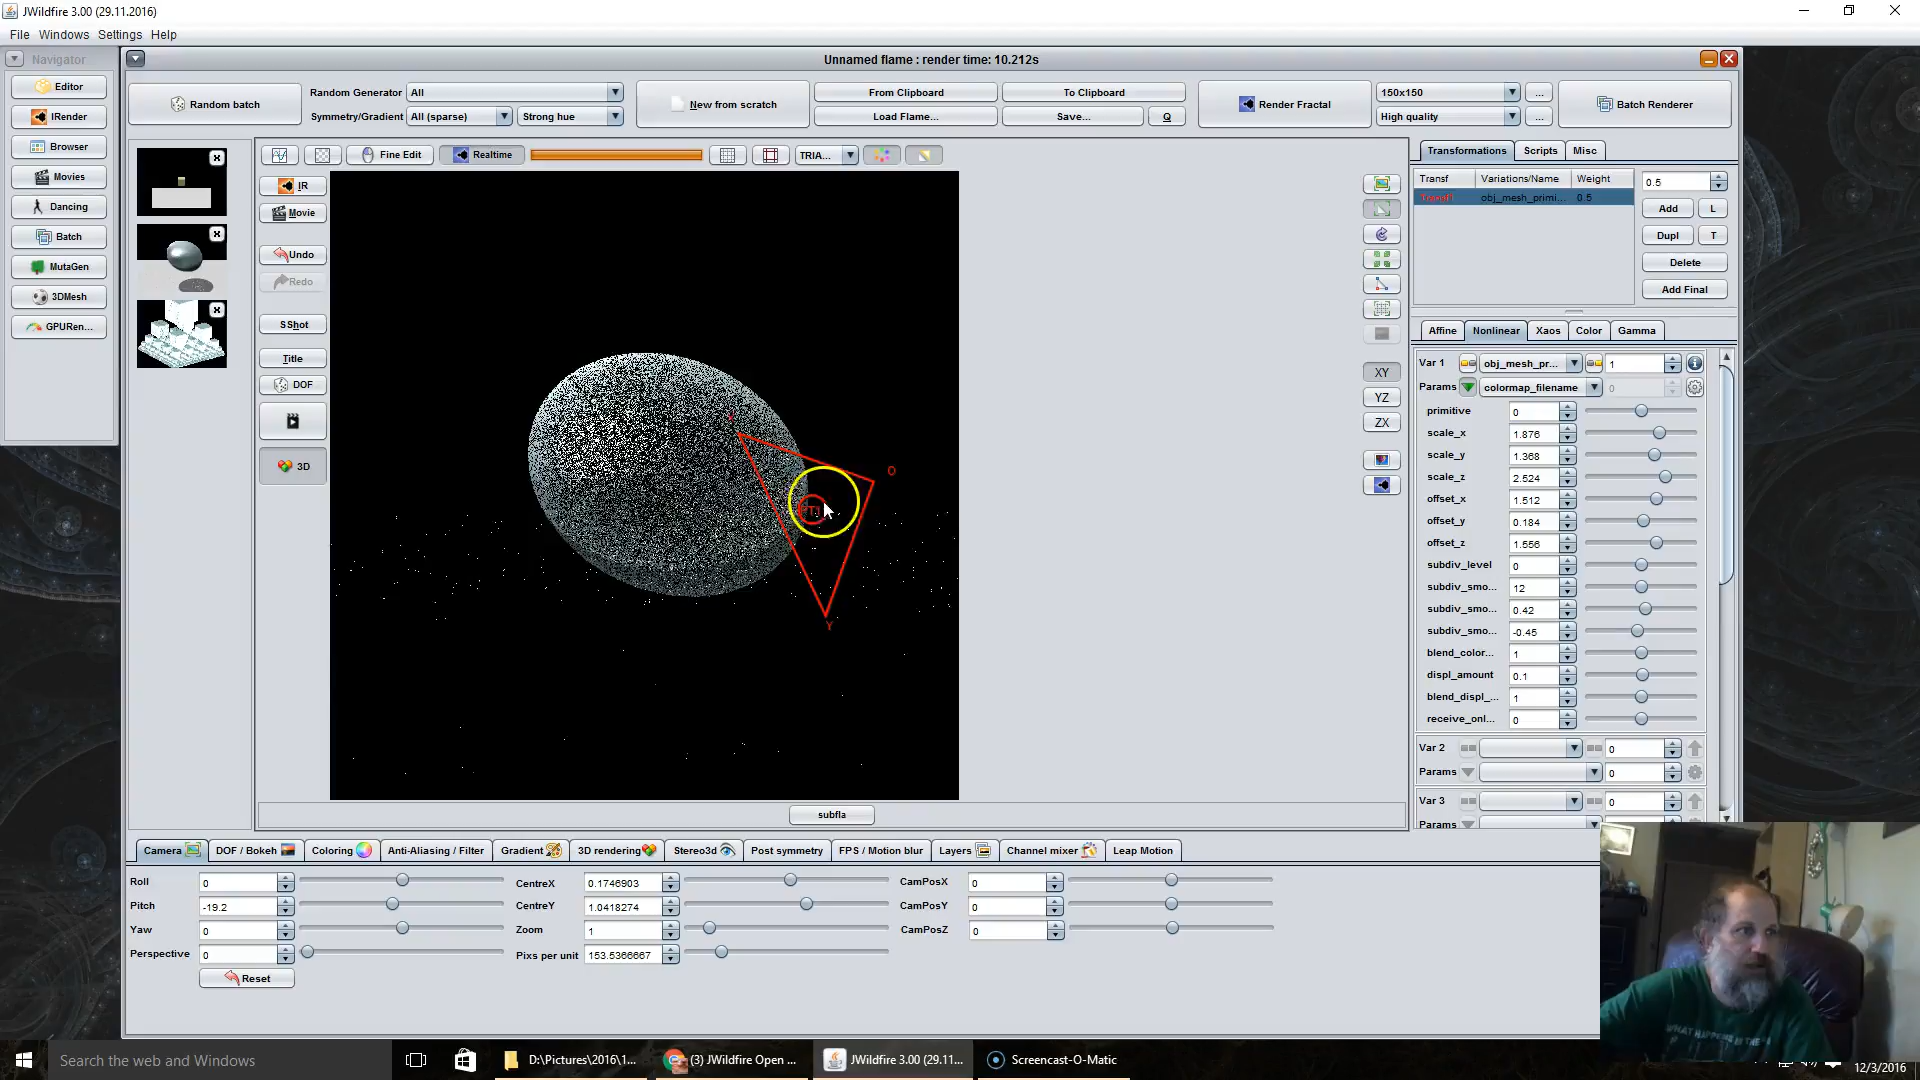 JWildfire 3.00 (29.11.2016)
File Windows Settings Help
Navigator
Unnamed flame : render time: 10.212s
Editor
IRender
Browser
Movies
Dancing
Batch
MutaGen
3DMesh
GPURen...
Random batch
Random Generator All
Symmetry/Gradient All (sparse) Strong hue
New from scratch
From Clipboard
To Clipboard
Load Flame...
Save...
Q
Render Fractal
150x150 ...
High quality ...
Batch Renderer
Fine Edit
Realtime
TRIA...
IR
Movie
Undo
Redo
SShot
Title
DOF
3D
O
Y
XY
YZ
ZX
subfla
Transformations Scripts Misc
Transf Variations/Name Weight
Transf1 obj_mesh_primi... 0.5
0.5
Add L
Dupl T
Delete
Add Final
Affine Nonlinear Xaos Color Gamma
Var 1 obj_mesh_pr... 1
Params colormap_filename 0
primitive 0
scale_x 1.876
scale_y 1.368
scale_z 2.524
offset_x 1.512
offset_y 0.184
offset_z 1.556
subdiv_level 0
subdiv_smo... 12
subdiv_smo... 0.42
subdiv_smo... -0.45
blend_color... 1
displ_amount 0.1
blend_displ_... 1
receive_onl... 0
Var 2 0
Params 0
Var 3 0
Params
Camera DOF / Bokeh Coloring Anti-Aliasing / Filter Gradient 3D rendering Stereo3d Post symmetry FPS / Motion blur Layers Channel mixer Leap Motion
Roll 0 CentreX 0.1746903 CamPosX 0
Pitch -19.2 CentreY 1.0418274 CamPosY 0
Yaw 0 Zoom 1 CamPosZ 0
Perspective 0 Pixs per unit 153.5366667
Reset
Search the web and Windows
D:\Pictures\2016\1...
(3) JWildfire Open ...
JWildfire 3.00 (29.11...
Screencast-O-Matic
12/3/2016